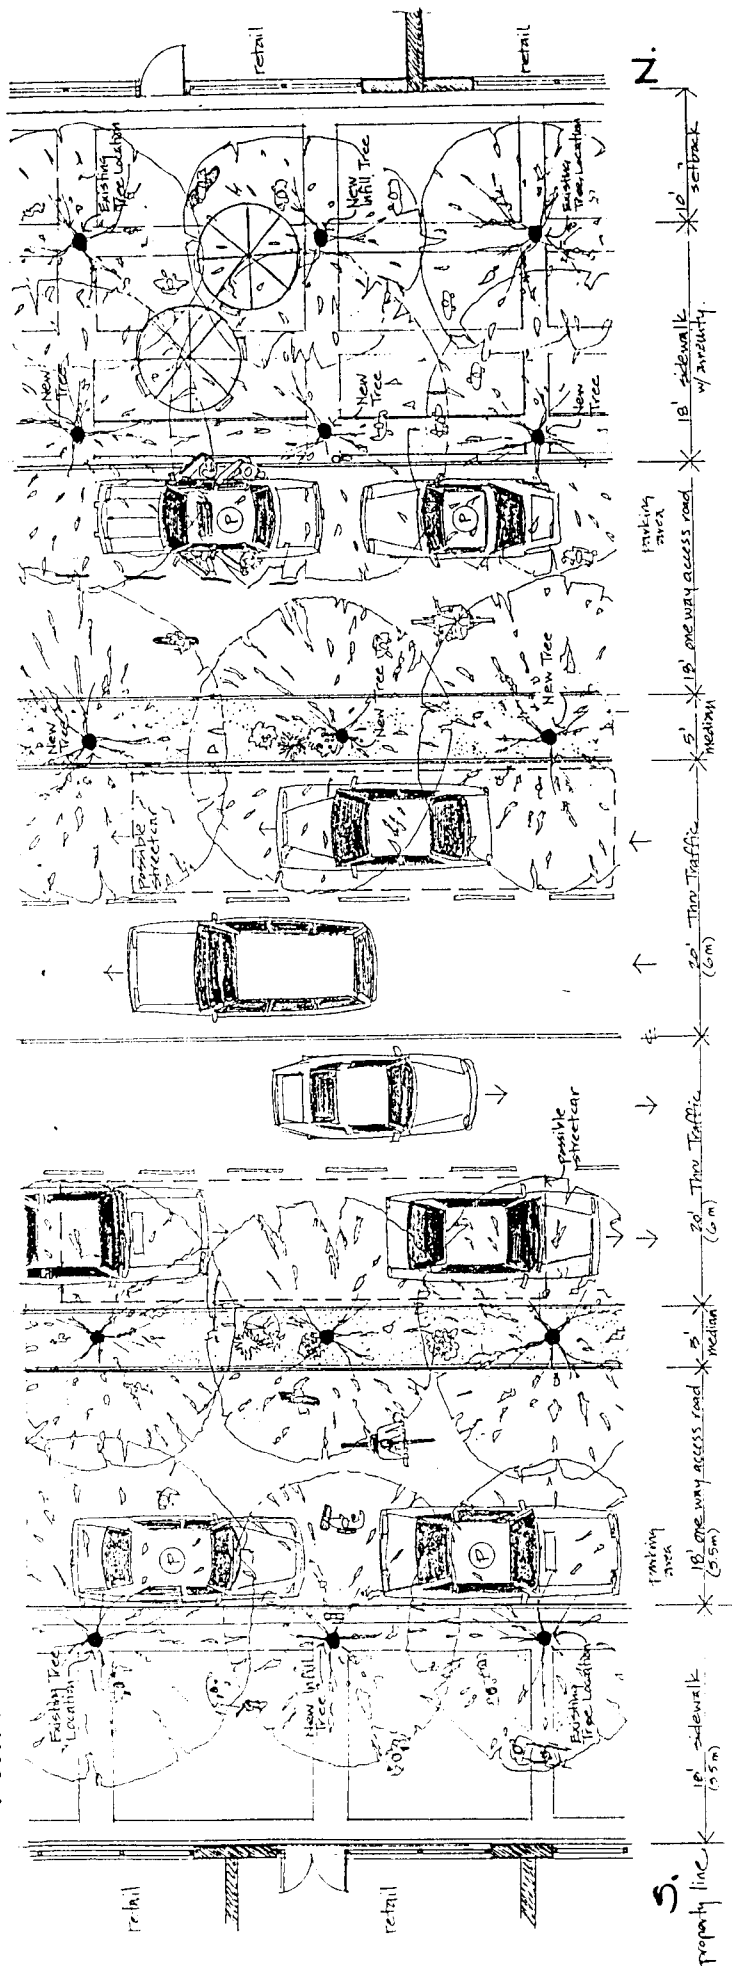 retail
retail
N.
Existing
Tree Location
New
Infill Tree
Existing
Tree Location
10'
setback
New
Tree
New
Tree
New
Tree
18' sidewalk
w/ amenity
P
P
parking
area
18' one way access road
New
Tree
New Tree
New Tree
5'
median
Possible
streetcar
20' Thru Traffic
(6m)
possible
streetcar
20' Thru Traffic
(6m)
5'
median
P
P
parking
area
18' one way access road
(5.5m)
Existing Tree
Location
New Infill
Tree
Existing
Tree Location
18' sidewalk
(5.5m)
retail
retail
S.
property line